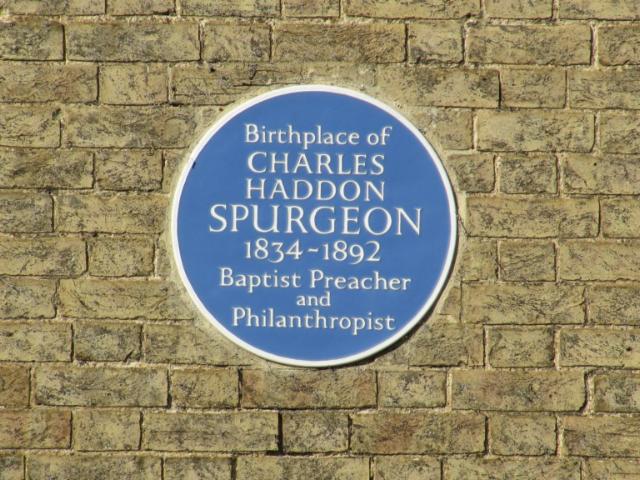 Birthplace of
CHARLES
HADDON
SPURGEON
1834~1892
Baptist Preacher
and
Philanthropist